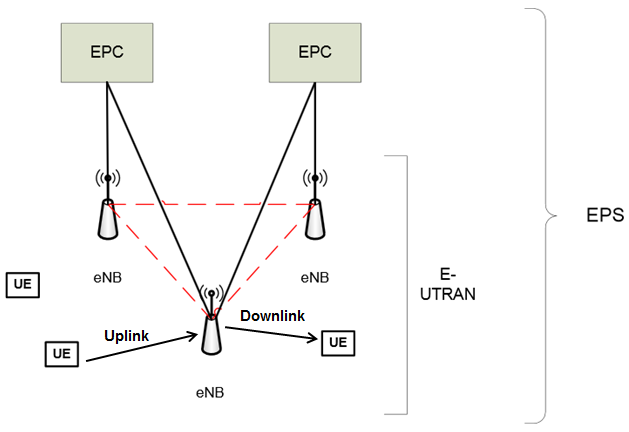 EPC
EPC
EPS
eNB
eNB
E-
UTRAN
UE
Downlink
Uplink
UE
UE
eNB